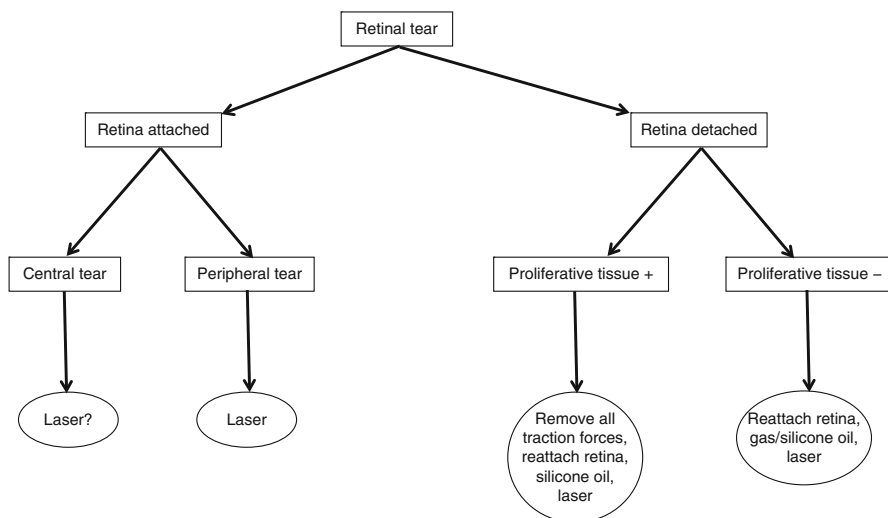 Retinal tear
Retina attached
Retina detached
Central tear
Peripheral tear
Proliferative tissue +
Proliferative tissue –
Laser?
Laser
Remove all
traction forces,
reattach retina,
silicone oil,
laser
Reattach retina,
gas/silicone oil,
laser